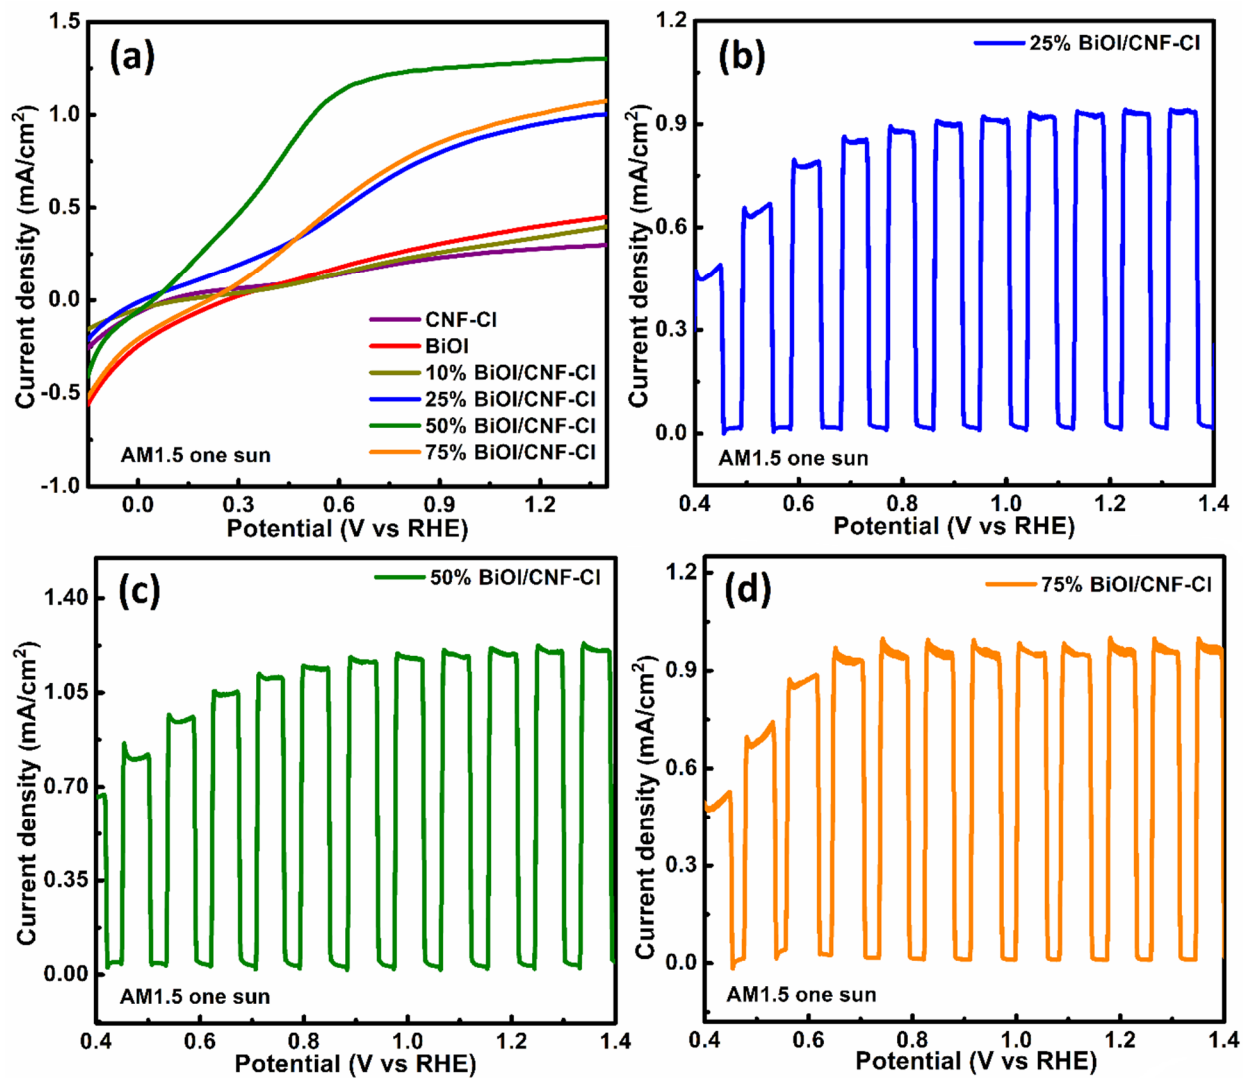 (a)
Current density (mA/cm²)
1.5
1.0
0.5
0.0
-0.5
-1.0
CNF-Cl
BiOI
10% BiOI/CNF-Cl
25% BiOI/CNF-Cl
50% BiOI/CNF-Cl
75% BiOI/CNF-Cl
AM1.5 one sun
0.0 0.3 0.6 0.9 1.2
Potential (V vs RHE)
(b)
25% BiOI/CNF-Cl
Current density (mA/cm²)
1.2
0.9
0.6
0.3
0.0
AM1.5 one sun
0.4 0.6 0.8 1.0 1.2 1.4
Potential (V vs RHE)
(c)
50% BiOI/CNF-Cl
Current density (mA/cm²)
1.40
1.05
0.70
0.35
0.00
AM1.5 one sun
0.4 0.6 0.8 1.0 1.2 1.4
Potential (V vs RHE)
(d)
75% BiOI/CNF-Cl
Current density (mA/cm²)
1.2
0.9
0.6
0.3
0.0
AM1.5 one sun
0.4 0.6 0.8 1.0 1.2 1.4
Potential (V vs RHE)